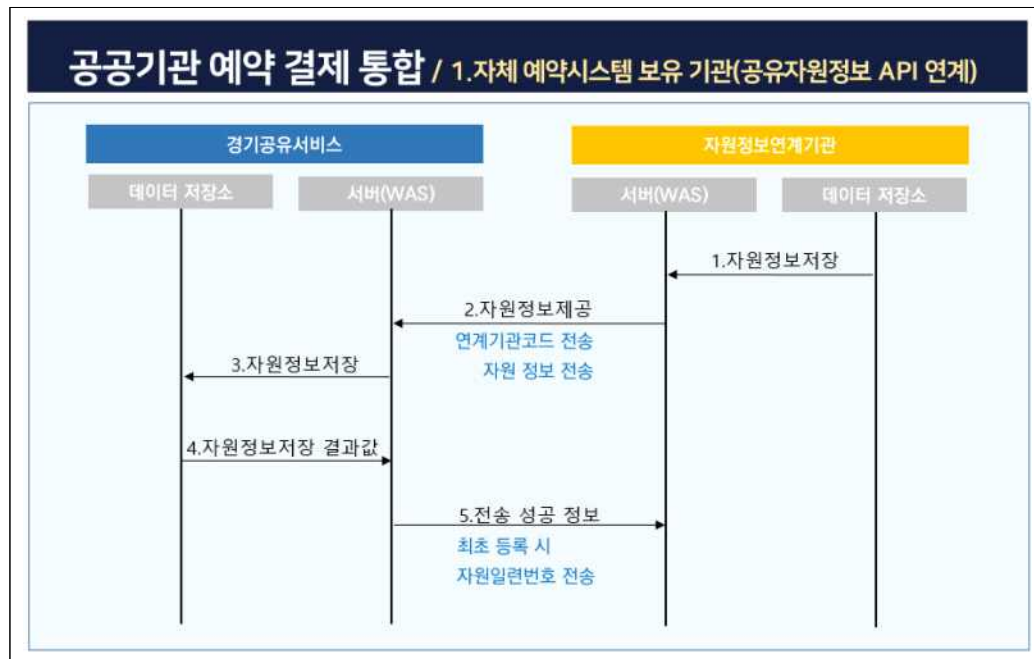 공공기관 예약 결제 통합 / 1.자체 예약시스템 보유 기관(공유자원정보 API 연계)
경기공유서비스
자원정보연계기관
데이터 저장소
서버(WAS)
서버(WAS)
데이터 저장소
1.자원정보저장
2.자원정보제공
연계기관코드 전송
자원 정보 전송
3.자원정보저장
4.자원정보저장 결과값
5.전송 성공 정보
최초 등록 시
자원일련번호 전송